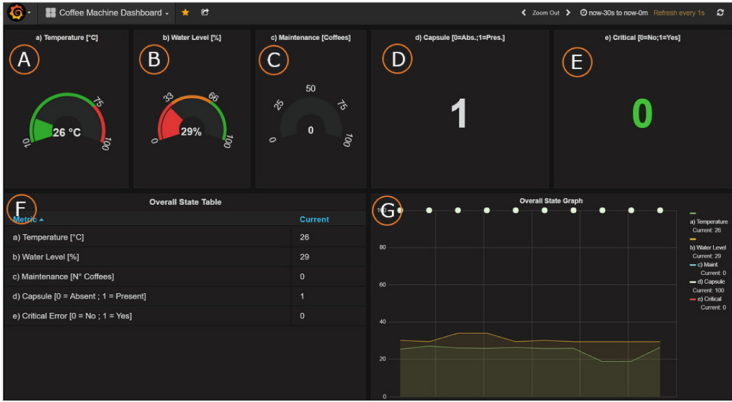 Coffee Machine Dashboard
Zoom Out now-30s to now-0m Refresh every 1s
a) Temperature [°C]
A
10
75
100
26 °C
b) Water Level [%]
B
0
33
66
100
29%
c) Maintenance [Coffees]
C
0
25
50
75
100
0
d) Capsule [0=Abs.;1=Pres.]
D
1
e) Critical [0=No;1=Yes]
E
0
F
Overall State Table
Metric Current
a) Temperature [°C] 26
b) Water Level [%] 29
c) Maintenance [N° Coffees] 0
d) Capsule [0 = Absent ; 1 = Present] 1
e) Critical Error [0 = No ; 1 = Yes] 0
G
Overall State Graph
100
80
60
40
20
0
a) Temperature
Current: 26
b) Water Level
Current: 29
c) Maint
Current: 0
d) Capsule
Current: 100
e) Critical
Current: 0